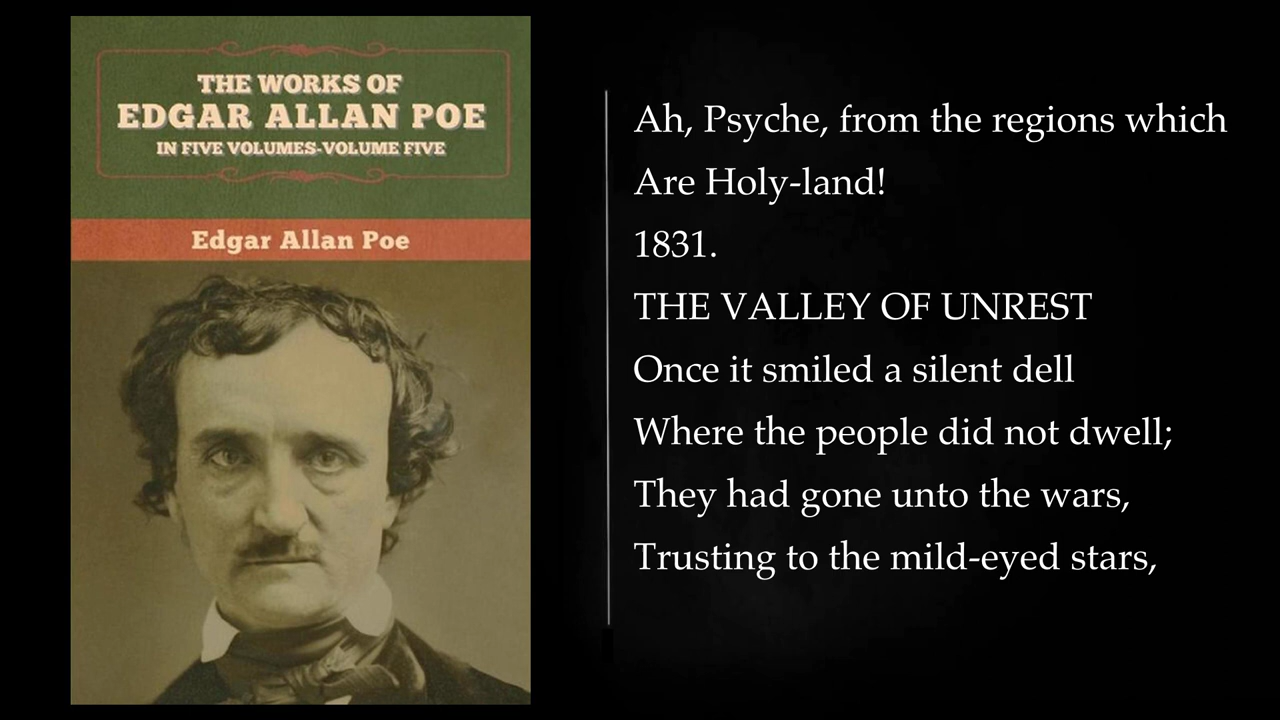 THE WORKS OF
EDGAR ALLAN POE
IN FIVE VOLUMES-VOLUME FIVE
Edgar Allan Poe
Ah, Psyche, from the regions which
Are Holy-land!
1831.
THE VALLEY OF UNREST
Once it smiled a silent dell
Where the people did not dwell;
They had gone unto the wars,
Trusting to the mild-eyed stars,